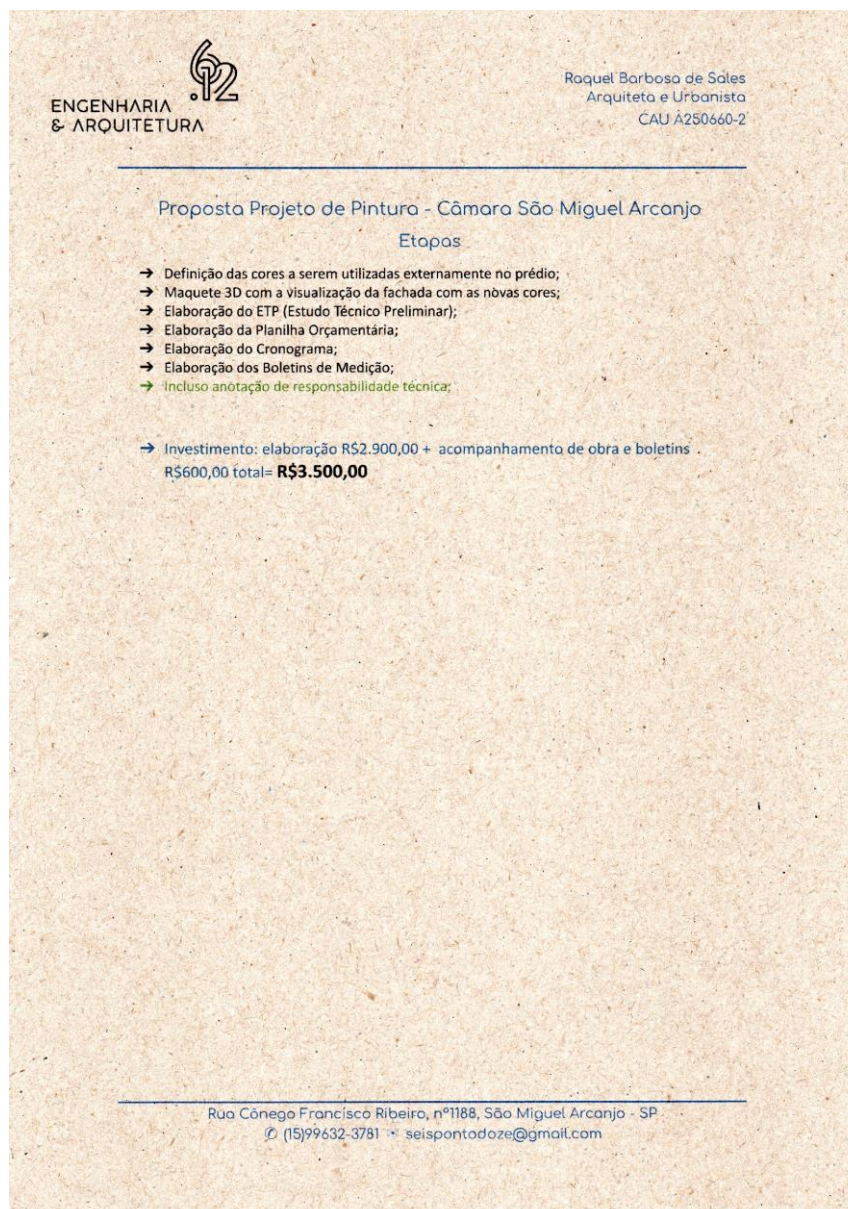 6.12
ENGENHARIA
& ARQUITETURA
Raquel Barbosa de Sales
Arquiteta e Urbanista
CAU A250660-2
Proposta Projeto de Pintura - Câmara São Miguel Arcanjo
Etapas
→ Definição das cores a serem utilizadas externamente no prédio;
→ Maquete 3D com a visualização da fachada com as novas cores;
→ Elaboração do ETP (Estudo Técnico Preliminar);
→ Elaboração da Planilha Orçamentária;
→ Elaboração do Cronograma;
→ Elaboração dos Boletins de Medição;
→ Incluso anotação de responsabilidade técnica;
→ Investimento: elaboração R$2.900,00 + acompanhamento de obra e boletins
R$600,00 total= R$3.500,00
Rua Cônego Francisco Ribeiro, nº1188, São Miguel Arcanjo - SP
✆ (15)99632-3781 seispontodoze@gmail.com